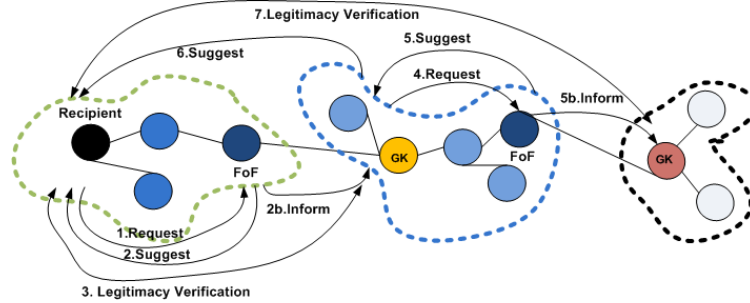 7.Legitimacy Verification
6.Suggest
5.Suggest
4.Request
5b.Inform
Recipient
FoF
GK
FoF
GK
2b.Inform
1.Request
2.Suggest
3. Legitimacy Verification